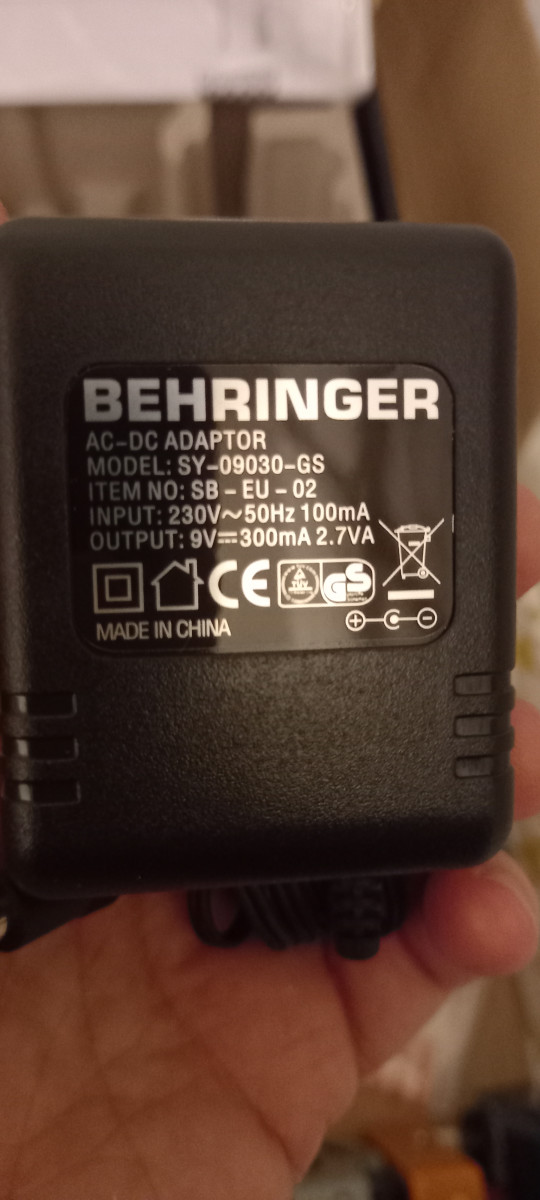 BEHRINGER
AC-DC ADAPTOR
MODEL: SY-09030-GS
ITEM NO: SB - EU - 02
INPUT: 230V~50Hz 100mA
OUTPUT: 9V⎓300mA 2.7VA
CE TÜV GS
MADE IN CHINA